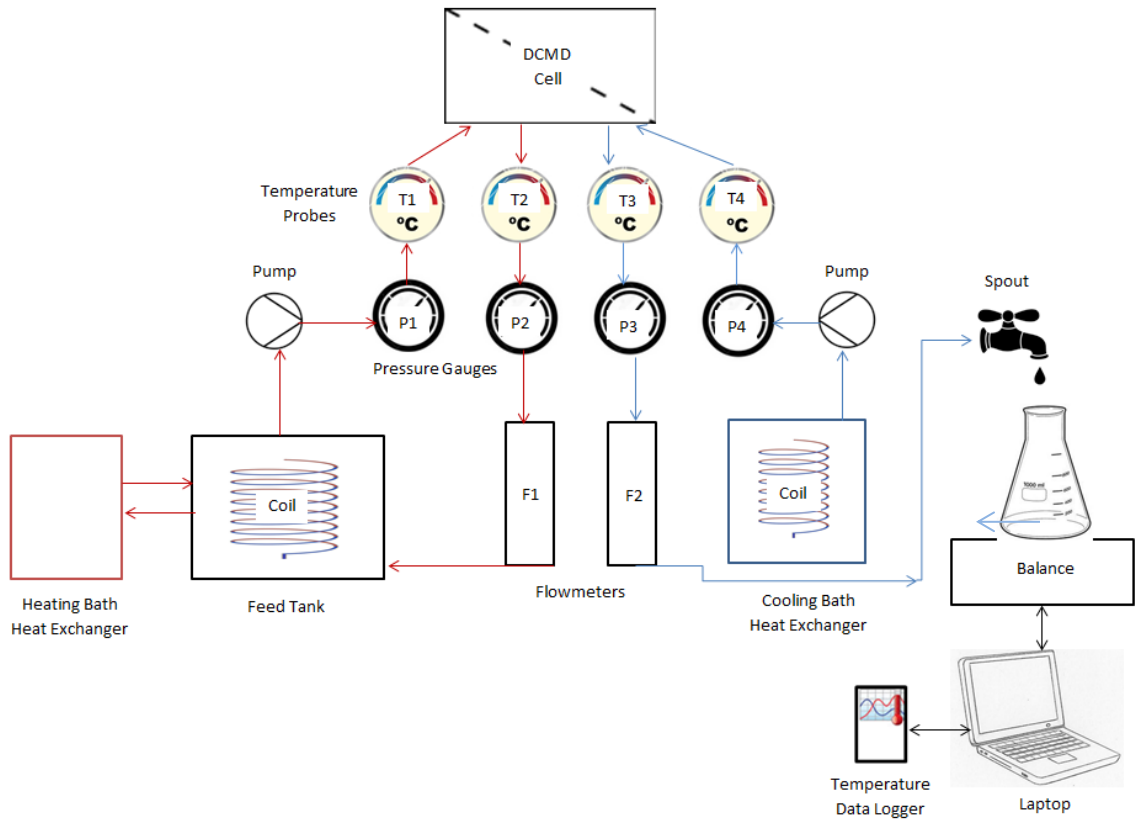 DCMD
Cell
Temperature
Probes
T1
°C
T2
°C
T3
°C
T4
°C
Pump
Pump
Spout
P1
P2
P3
P4
Pressure Gauges
Coil
F1
F2
Coil
1000 ml
Balance
Heating Bath
Heat Exchanger
Feed Tank
Flowmeters
Cooling Bath
Heat Exchanger
Temperature
Data Logger
Laptop